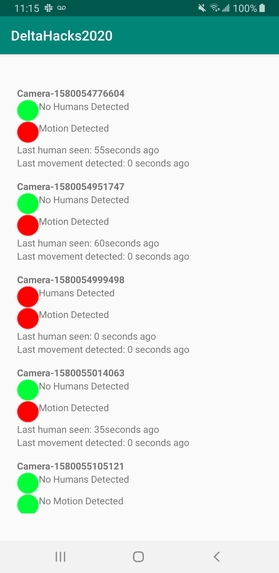 11:15
100%
DeltaHacks2020
Camera-1580054776604
No Humans Detected
Motion Detected
Last human seen: 55seconds ago
Last movement detected: 0 seconds ago
Camera-1580054951747
No Humans Detected
Motion Detected
Last human seen: 60seconds ago
Last movement detected: 0 seconds ago
Camera-1580054999498
Humans Detected
Motion Detected
Last human seen: 0 seconds ago
Last movement detected: 0 seconds ago
Camera-1580055014063
No Humans Detected
Motion Detected
Last human seen: 35seconds ago
Last movement detected: 0 seconds ago
Camera-1580055105121
No Humans Detected
No Motion Detected